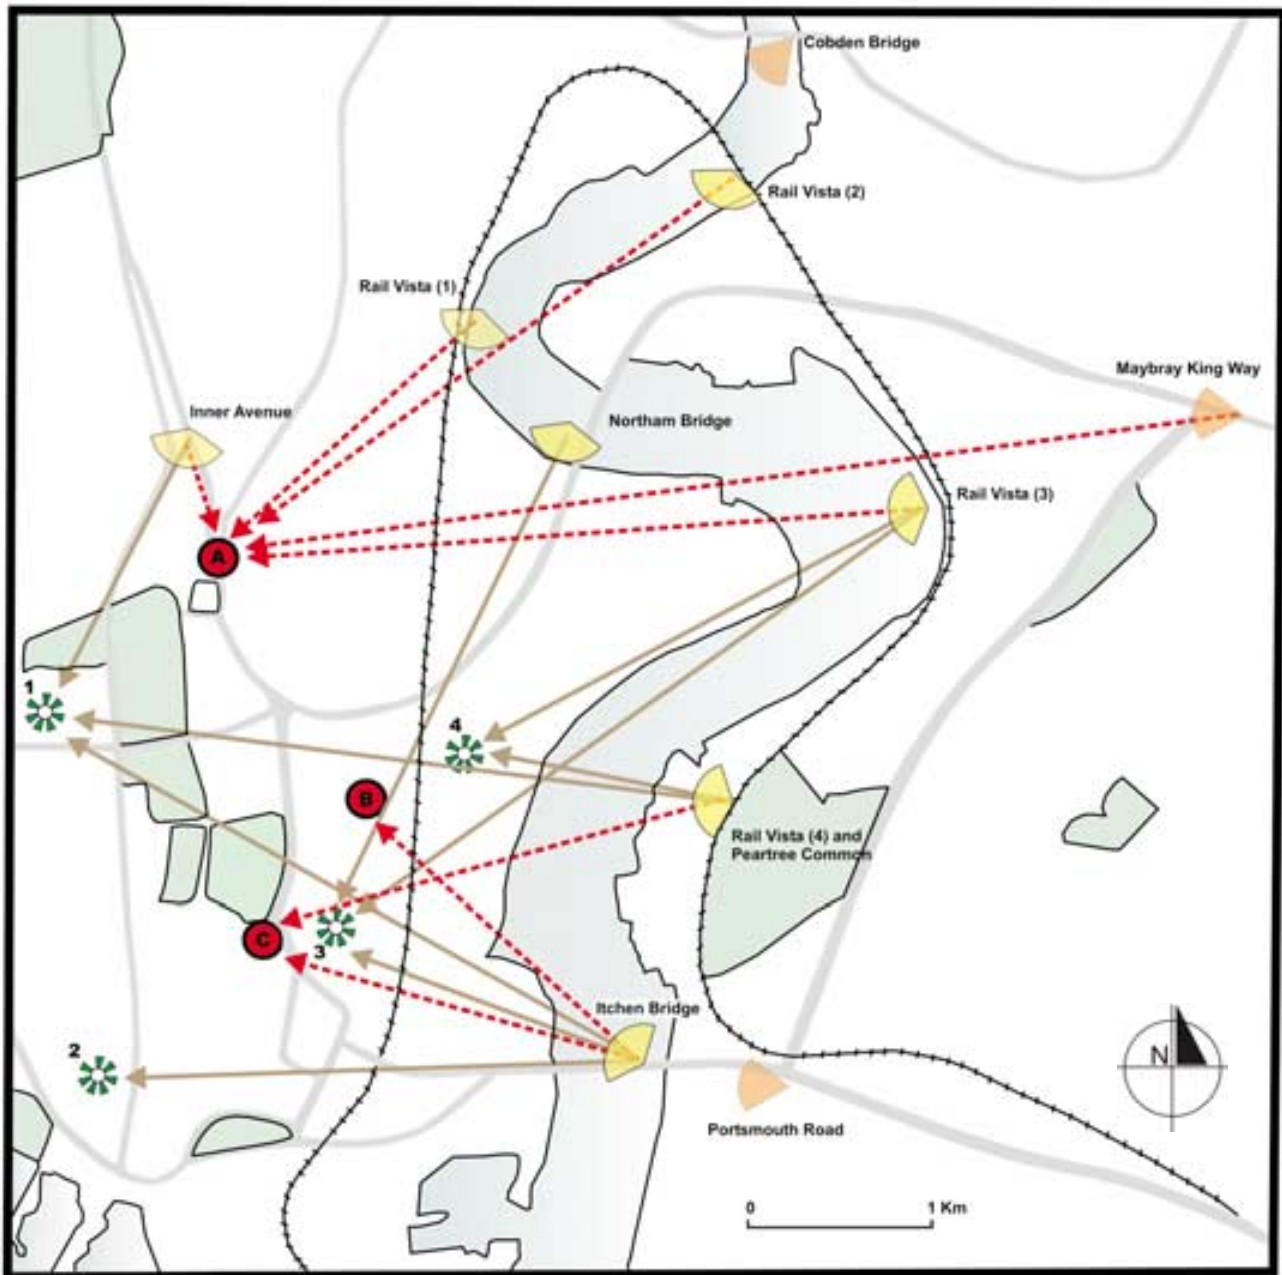 Cobden Bridge
Rail Vista (2)
Rail Vista (1)
Maybray King Way
Inner Avenue
Northam Bridge
Rail Vista (3)
A
1
4
B
Rail Vista (4) and
Peartree Common
C
3
Itchen Bridge
2
N
Portsmouth Road
0 1 Km